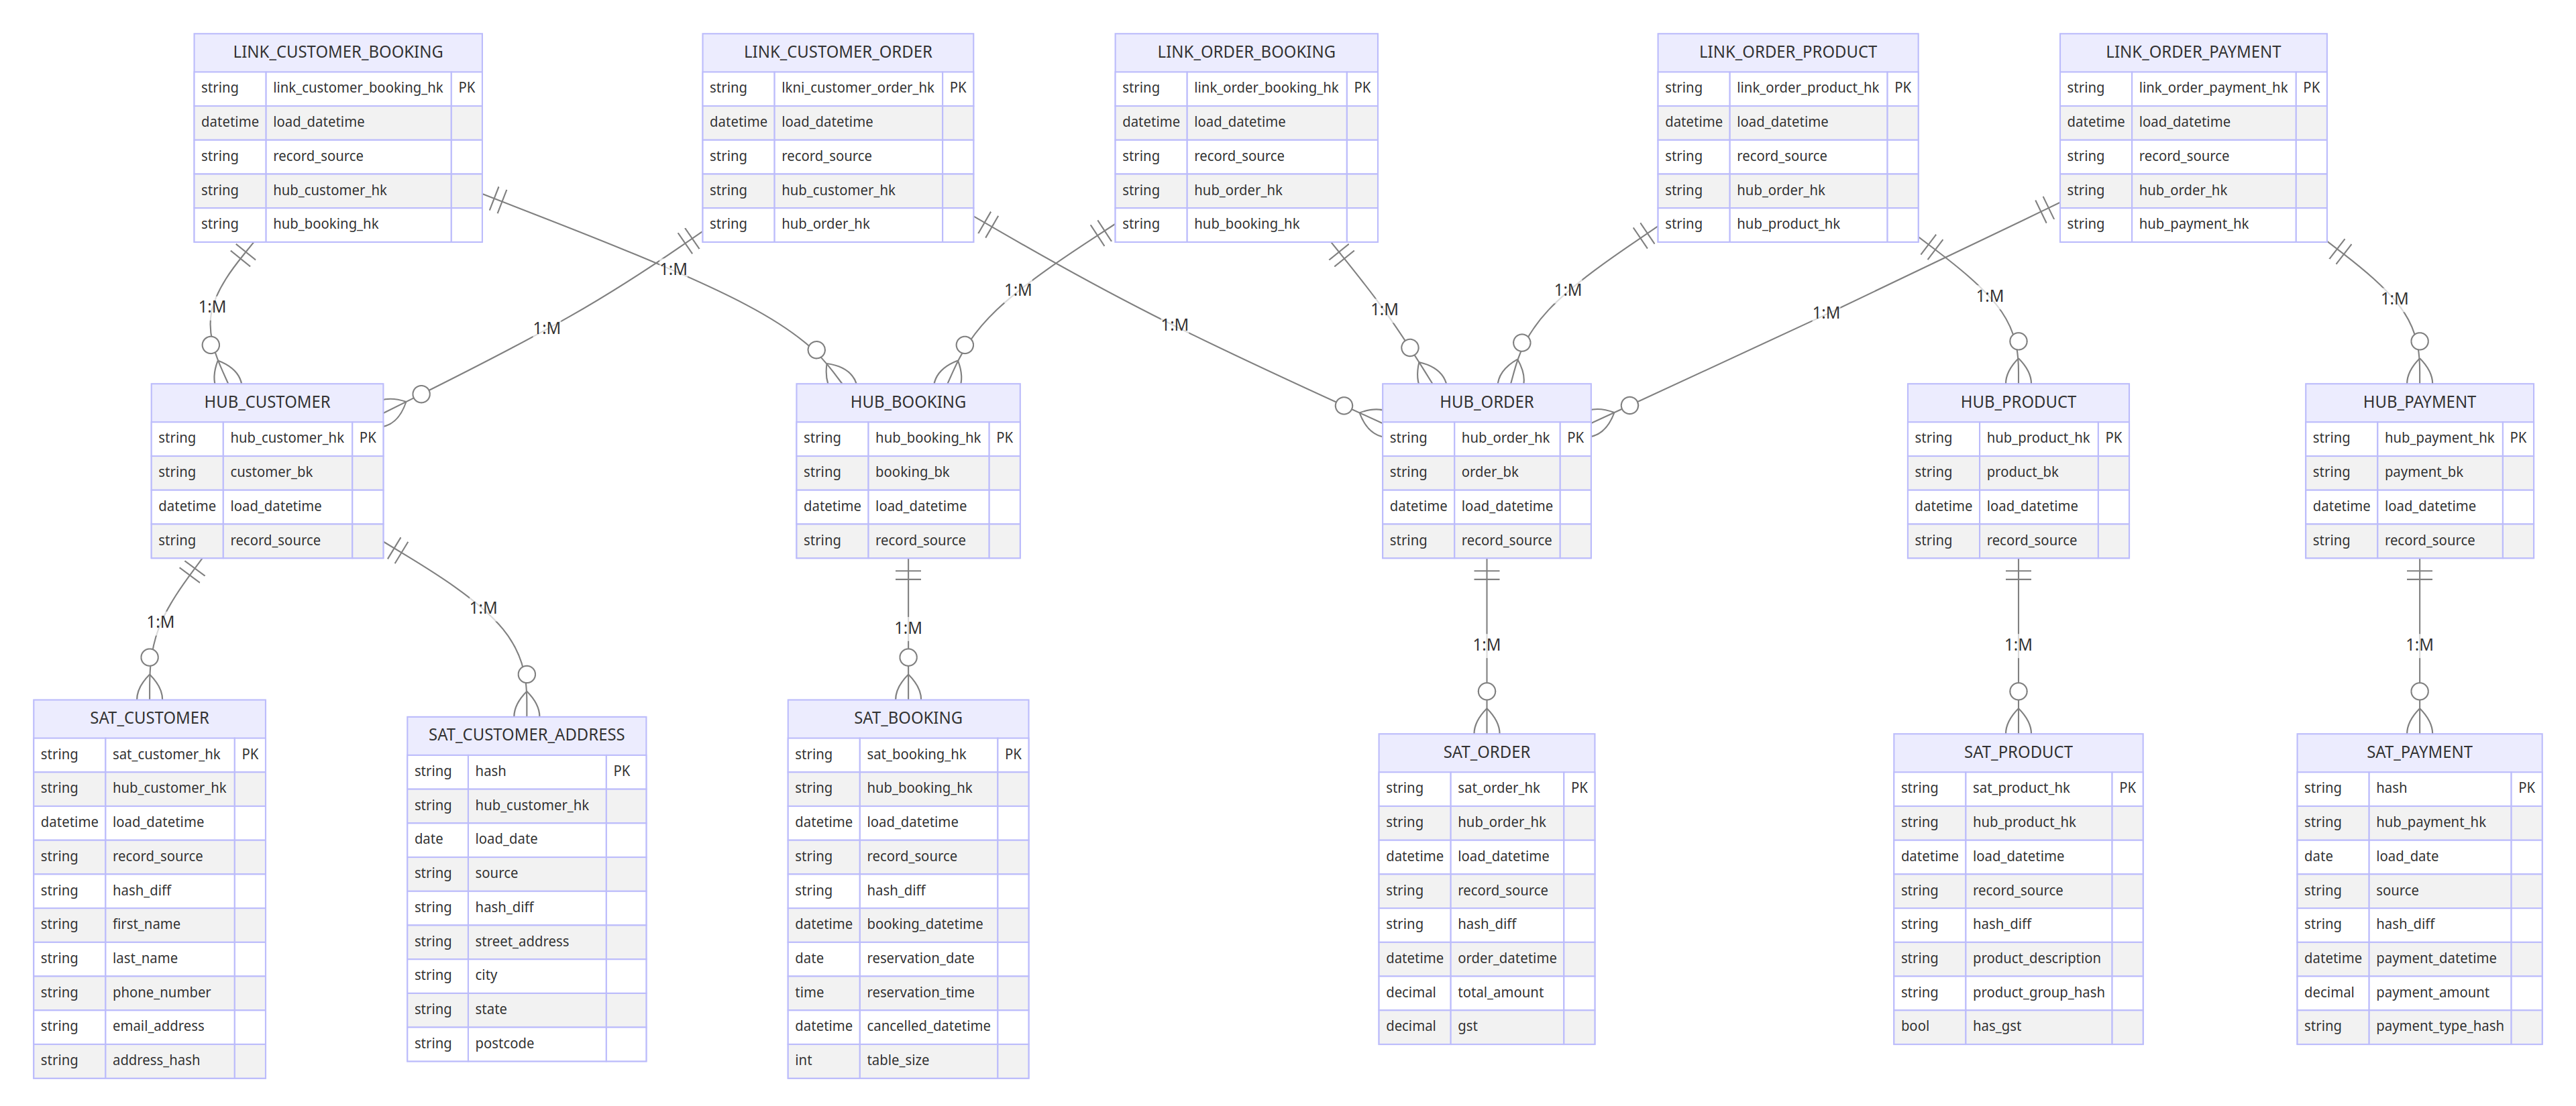 LINK_CUSTOMER_BOOKING
string link_customer_booking_hk PK
datetime load_datetime
string record_source
string hub_customer_hk
string hub_booking_hk
LINK_CUSTOMER_ORDER
string lkni_customer_order_hk PK
datetime load_datetime
string record_source
string hub_customer_hk
string hub_order_hk
LINK_ORDER_BOOKING
string link_order_booking_hk PK
datetime load_datetime
string record_source
string hub_order_hk
string hub_booking_hk
LINK_ORDER_PRODUCT
string link_order_product_hk PK
datetime load_datetime
string record_source
string hub_order_hk
string hub_product_hk
LINK_ORDER_PAYMENT
string link_order_payment_hk PK
datetime load_datetime
string record_source
string hub_order_hk
string hub_payment_hk
1:M
1:M
1:M
1:M
1:M
1:M
1:M
1:M
1:M
1:M
HUB_CUSTOMER
string hub_customer_hk PK
string customer_bk
datetime load_datetime
string record_source
HUB_BOOKING
string hub_booking_hk PK
string booking_bk
datetime load_datetime
string record_source
HUB_ORDER
string hub_order_hk PK
string order_bk
datetime load_datetime
string record_source
HUB_PRODUCT
string hub_product_hk PK
string product_bk
datetime load_datetime
string record_source
HUB_PAYMENT
string hub_payment_hk PK
string payment_bk
datetime load_datetime
string record_source
1:M
1:M
1:M
1:M
1:M
1:M
SAT_CUSTOMER
string sat_customer_hk PK
string hub_customer_hk
datetime load_datetime
string record_source
string hash_diff
string first_name
string last_name
string phone_number
string email_address
string address_hash
SAT_CUSTOMER_ADDRESS
string hash PK
string hub_customer_hk
date load_date
string source
string hash_diff
string street_address
string city
string state
string postcode
SAT_BOOKING
string sat_booking_hk PK
string hub_booking_hk
datetime load_datetime
string record_source
string hash_diff
datetime booking_datetime
date reservation_date
time reservation_time
datetime cancelled_datetime
int table_size
SAT_ORDER
string sat_order_hk PK
string hub_order_hk
datetime load_datetime
string record_source
string hash_diff
datetime order_datetime
decimal total_amount
decimal gst
SAT_PRODUCT
string sat_product_hk PK
string hub_product_hk
datetime load_datetime
string record_source
string hash_diff
string product_description
string product_group_hash
bool has_gst
SAT_PAYMENT
string hash PK
string hub_payment_hk
date load_date
string source
string hash_diff
datetime payment_datetime
decimal payment_amount
string payment_type_hash